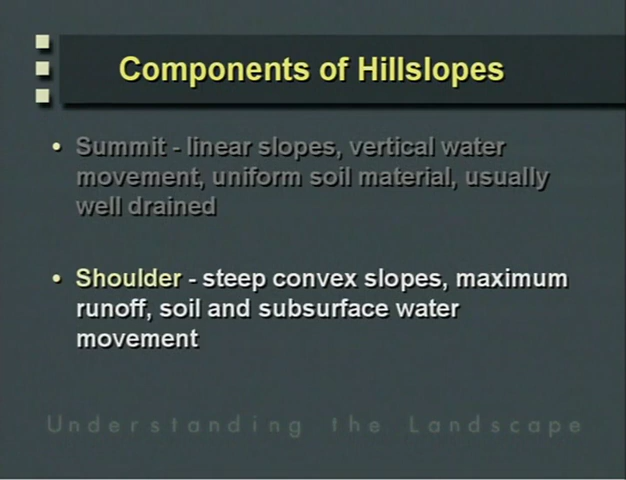 Components of Hillslopes
• Summit - linear slopes, vertical water
movement, uniform soil material, usually
well drained
• Shoulder - steep convex slopes, maximum
runoff, soil and subsurface water
movement
Understanding the Landscape